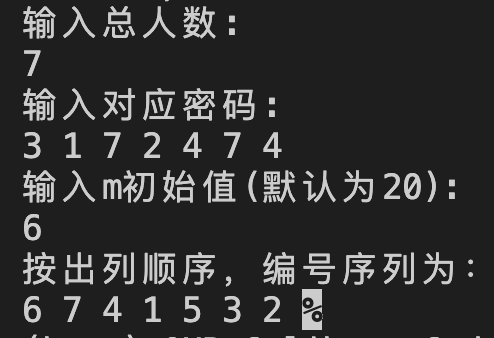 输入总人数:
7
输入对应密码:
3 1 7 2 4 7 4
输入m初始值(默认为20):
6
按出列顺序，编号序列为：
6 7 4 1 5 3 2 %